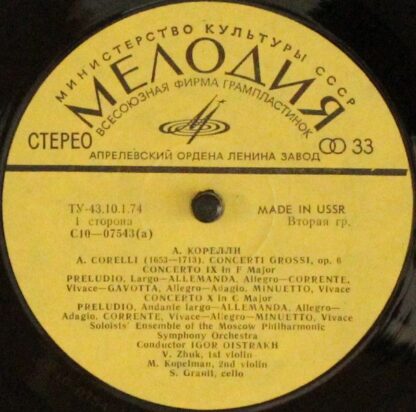 МИНИСТЕРСТВО КУЛЬТУРЫ СССР
МЕЛОДИЯ
ВСЕСОЮЗНАЯ ФИРМА ГРАМПЛАСТИНОК
СТЕРЕО 33
АПРЕЛЕВСКИЙ ОРДЕНА ЛЕНИНА ЗАВОД
ТУ-43.10.1.74 MADE IN USSR
1 сторона Вторая гр.
С10—07543(а)
А. КОРЕЛЛИ
A. CORELLI (1653—1713). CONCERTI GROSSI, op. 6
CONCERTO IX in F Major
PRELUDIO, Largo—ALLEMANDA, Allegro—CORRENTE,
Vivace—GAVOTTA, Allegro—Adagio. MINUETTO, Vivace
CONCERTO X in C Major
PRELUDIO, Andante largo—ALLEMANDA, Allegro—
Adagio. CORRENTE, Vivace—Allegro—MINUETTO, Vivace
Soloists' Ensemble of the Moscow Philharmonic
Symphony Orchestra
Conductor IGOR OISTRAKH
V. Zhuk, 1st violin
M. Kopelman, 2nd violin
S. Granil, cello